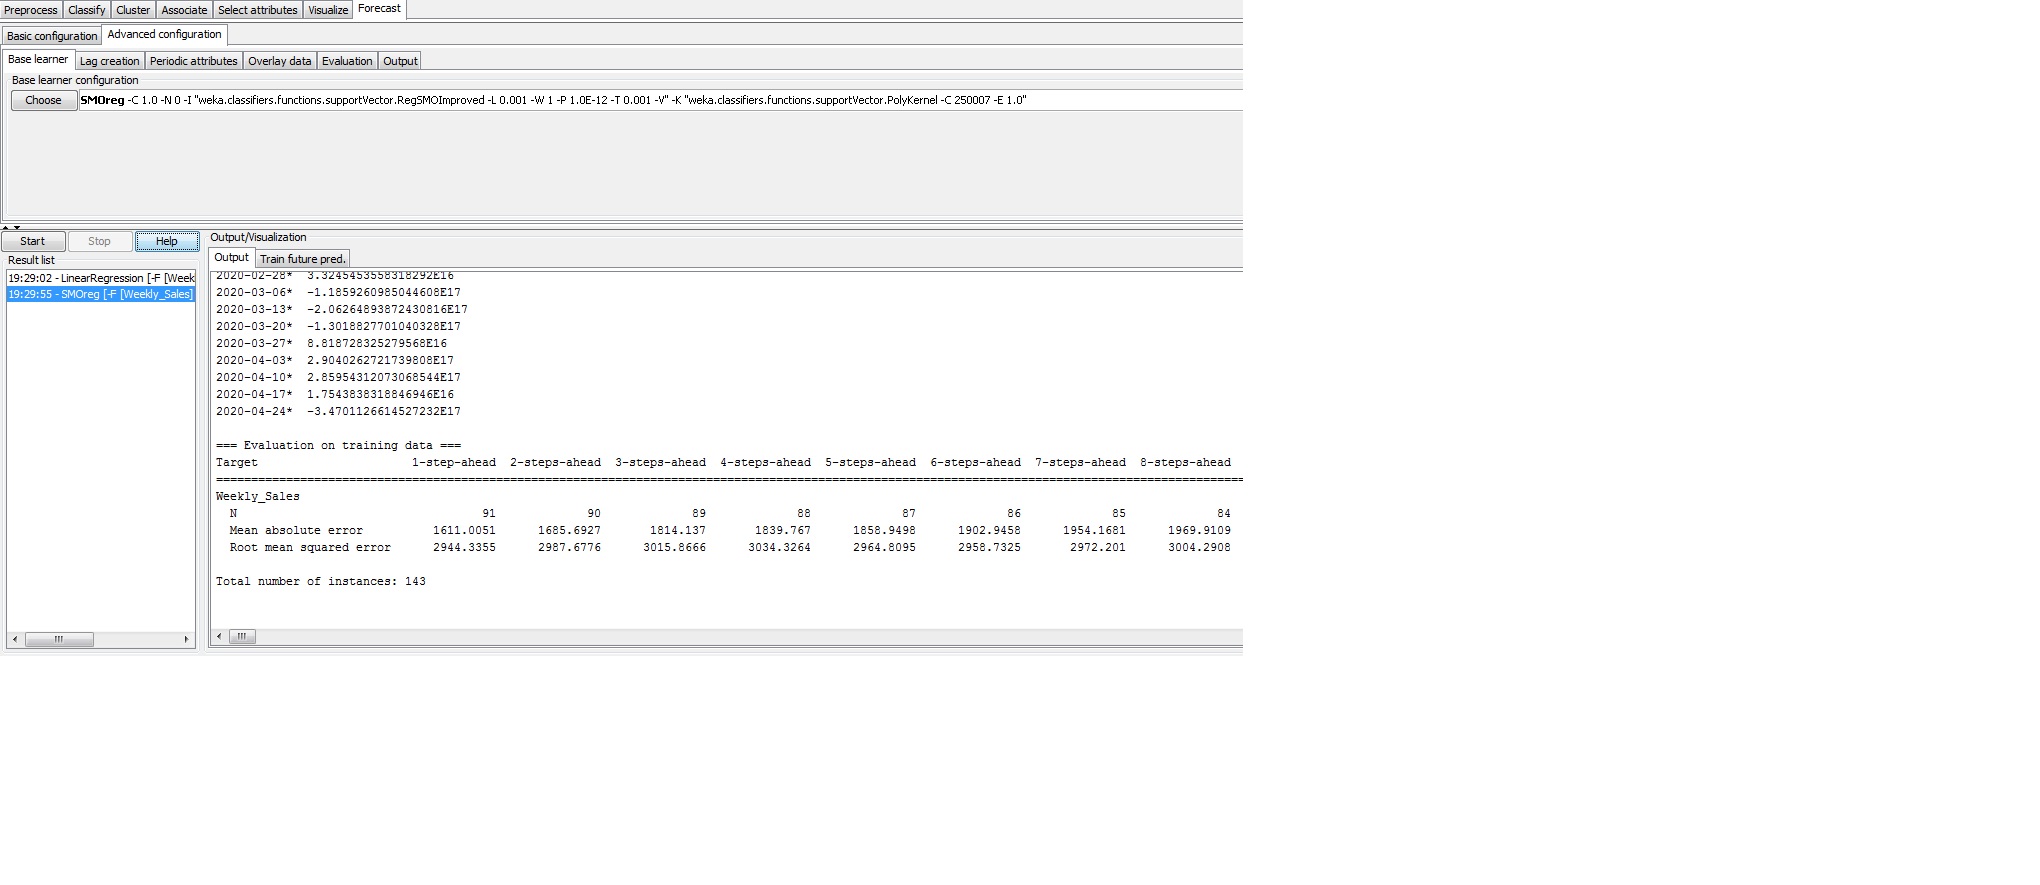 Preprocess Classify Cluster Associate Select attributes Visualize Forecast
Basic configuration Advanced configuration
Base learner Lag creation Periodic attributes Overlay data Evaluation Output
Base learner configuration
Choose SMOreg -C 1.0 -N 0 -I "weka.classifiers.functions.supportVector.RegSMOImproved -L 0.001 -W 1 -P 1.0E-12 -T 0.001 -V" -K "weka.classifiers.functions.supportVector.PolyKernel -C 250007 -E 1.0"
Start Stop Help
Result list
19:29:02 - LinearRegression [-F [Week
19:29:55 - SMOreg [-F [Weekly_Sales]
Output/Visualization
Output Train future pred.
2020-02-28* 3.3245453558318292E16
2020-03-06* -1.1859260985044608E17
2020-03-13* -2.06264893872430816E17
2020-03-20* -1.3018827701040328E17
2020-03-27* 8.818728325279568E16
2020-04-03* 2.9040262721739808E17
2020-04-10* 2.85954312073068544E17
2020-04-17* 1.7543838318846946E16
2020-04-24* -3.4701126614527232E17
=== Evaluation on training data ===
Target 1-step-ahead 2-steps-ahead 3-steps-ahead 4-steps-ahead 5-steps-ahead 6-steps-ahead 7-steps-ahead 8-steps-ahead
Weekly_Sales
N 91 90 89 88 87 86 85 84
Mean absolute error 1611.0051 1685.6927 1814.137 1839.767 1858.9498 1902.9458 1954.1681 1969.9109
Root mean squared error 2944.3355 2987.6776 3015.8666 3034.3264 2964.8095 2958.7325 2972.201 3004.2908
Total number of instances: 143